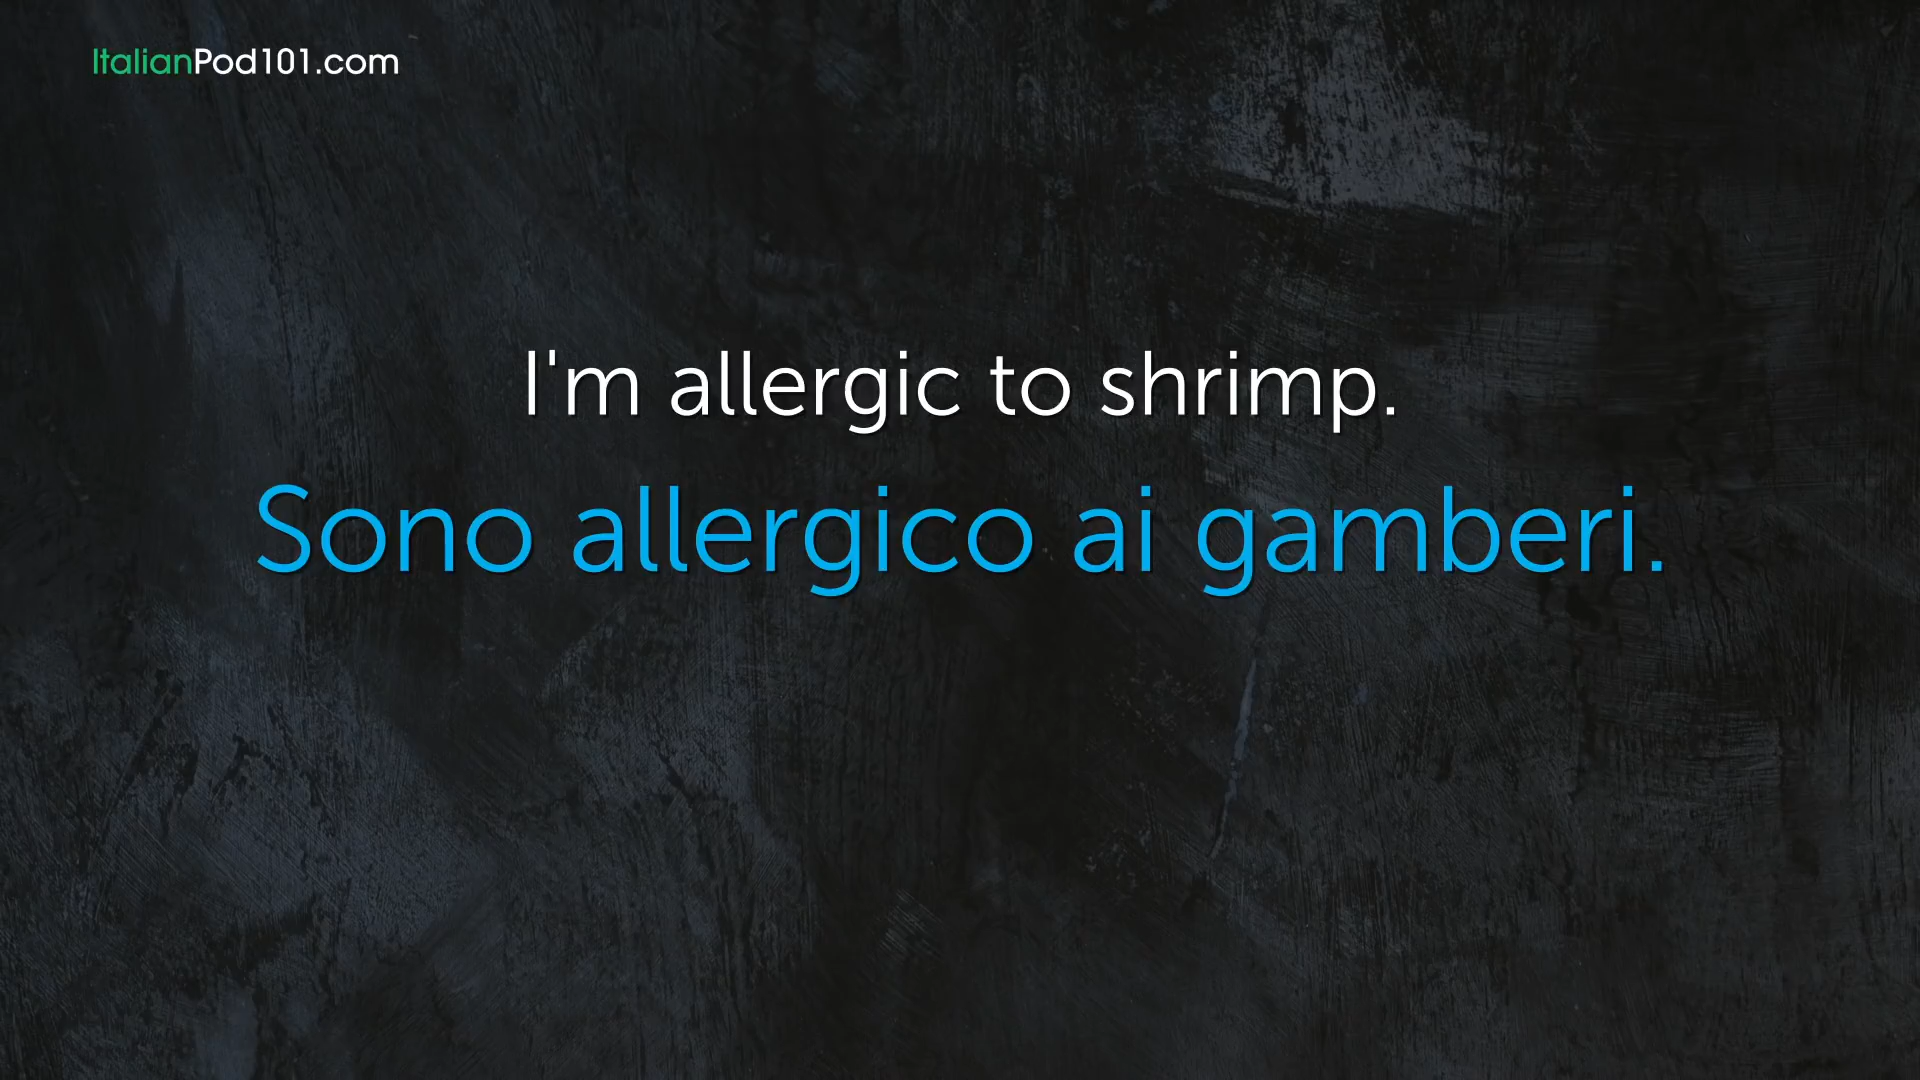 ItalianPod101.com
I'm allergic to shrimp.
Sono allergico ai gamberi.